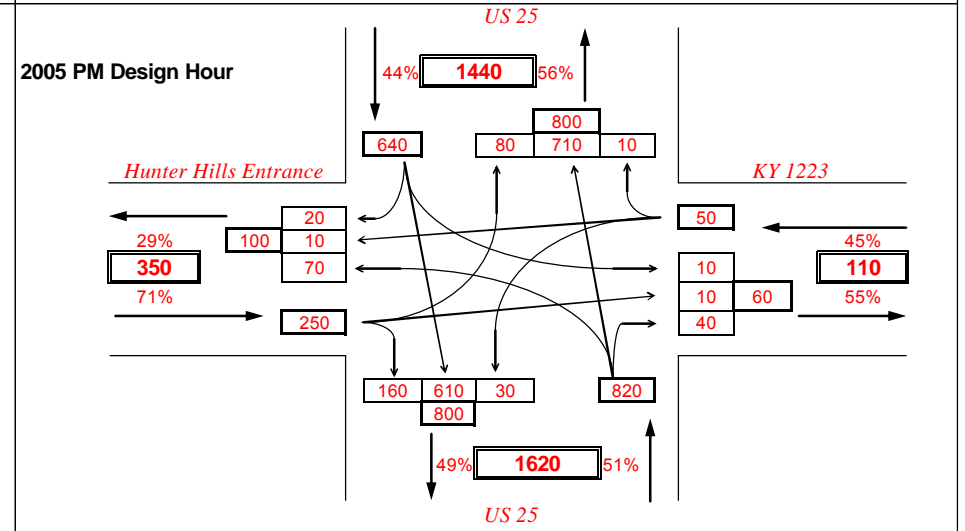 US 25
2005 PM Design Hour
44% 1440 56%
800
640 80 710 10
Hunter Hills Entrance KY 1223
20 50
29% 100 10 45%
350 70 10 110
71% 10 60 55%
250 40
160 610 30 820
800
49% 1620 51%
US 25